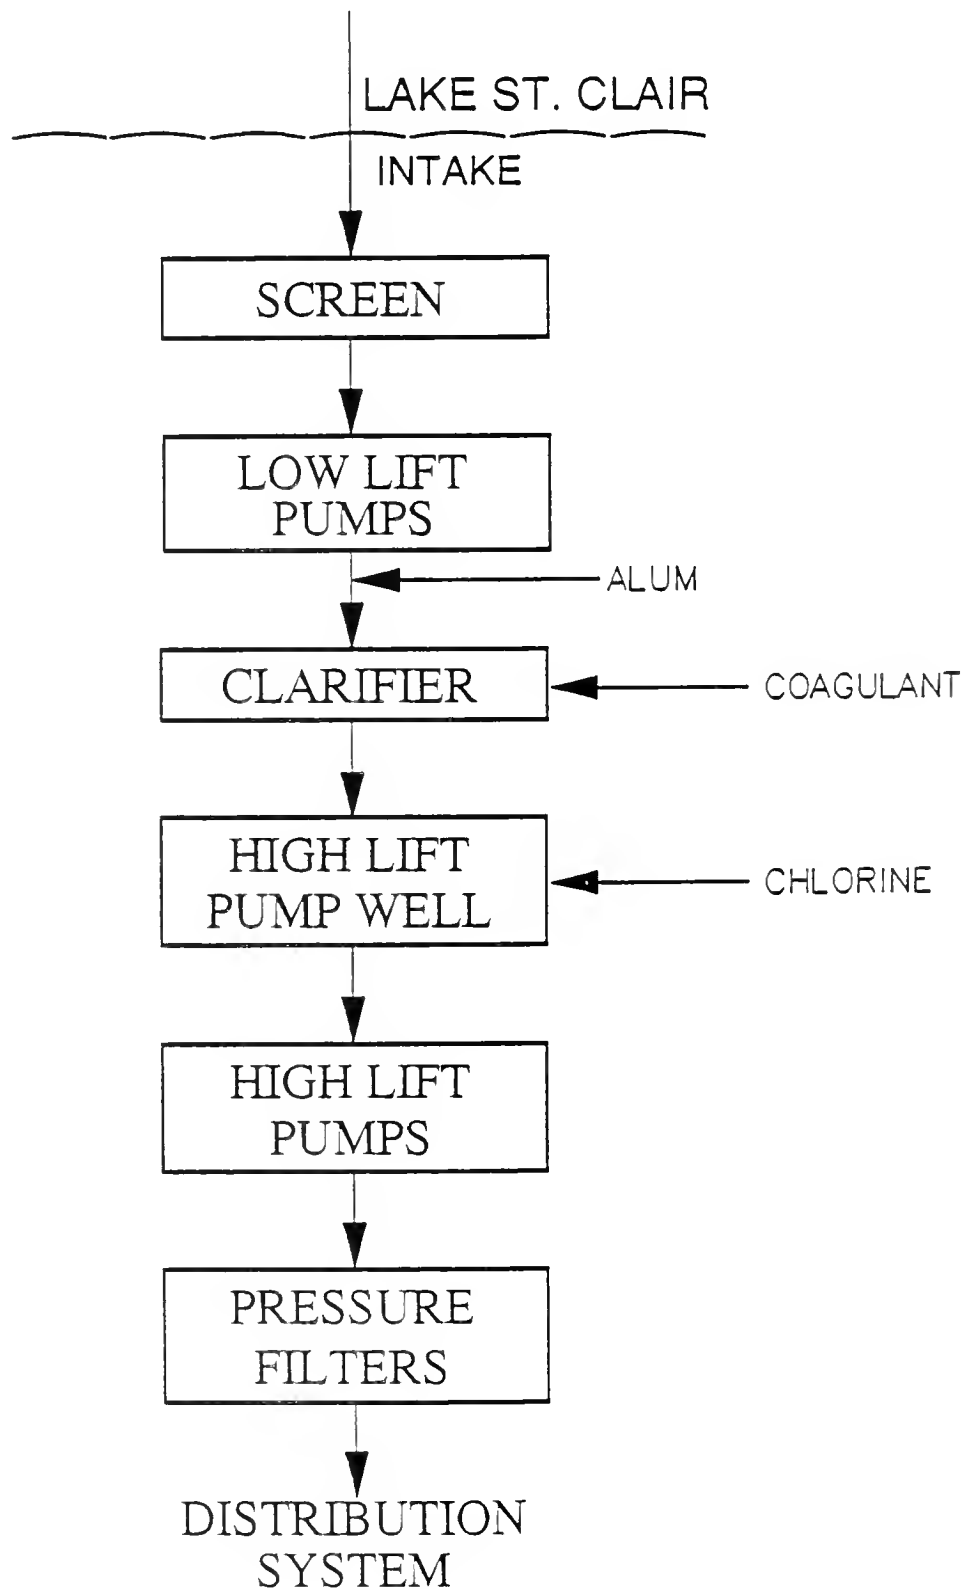 LAKE ST. CLAIR
INTAKE
SCREEN
LOW LIFT
PUMPS
ALUM
CLARIFIER
COAGULANT
HIGH LIFT
PUMP WELL
CHLORINE
HIGH LIFT
PUMPS
PRESSURE
FILTERS
DISTRIBUTION
SYSTEM